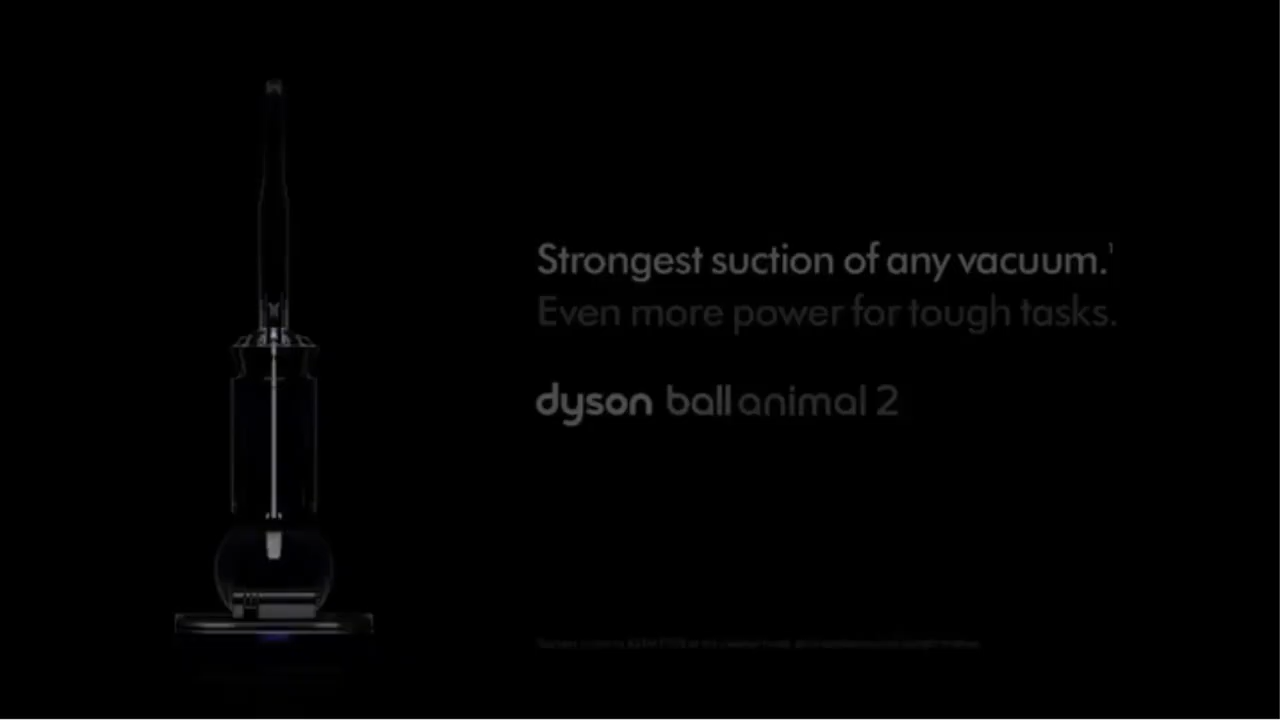 Strongest suction of any vacuum.¹
Even more power for tough tasks.
dyson ball animal 2